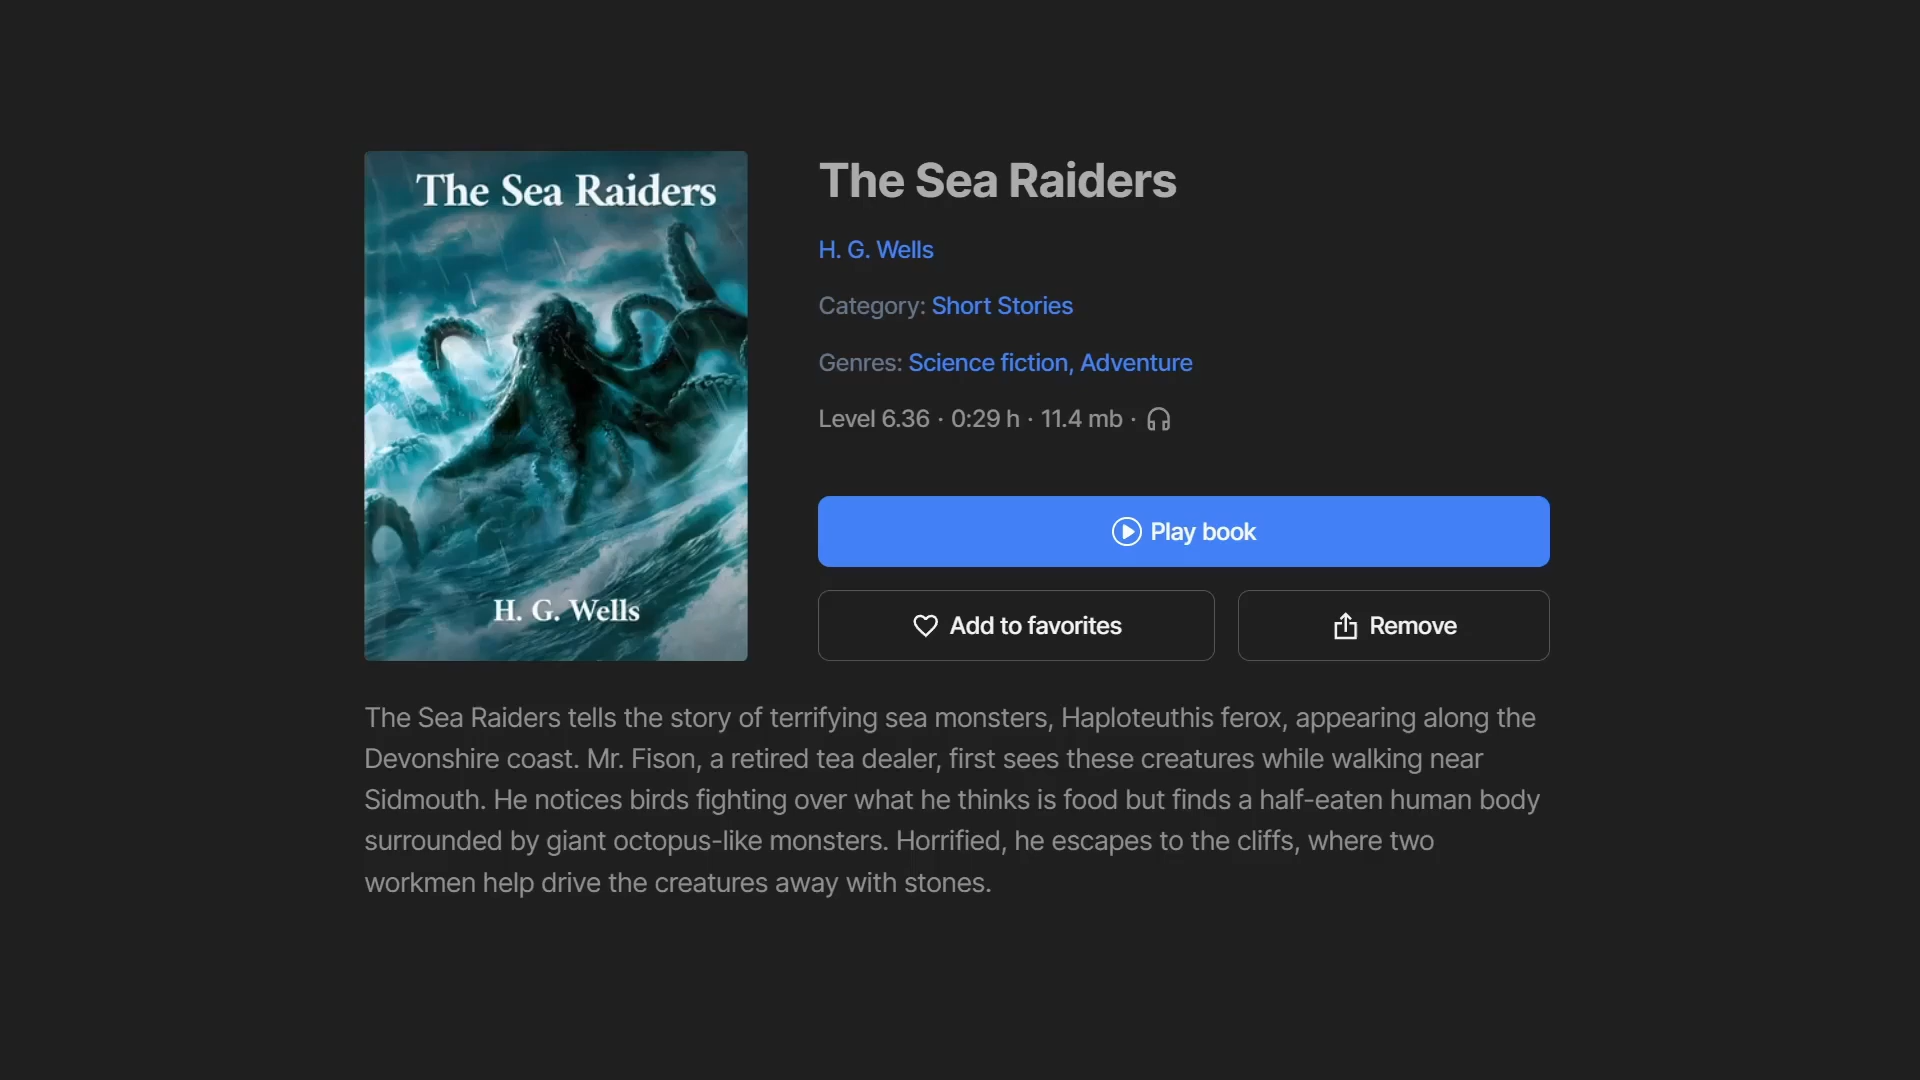 The Sea Raiders
H. G. Wells
The Sea Raiders
H. G. Wells
Category: Short Stories
Genres: Science fiction, Adventure
Level 6.36 · 0:29 h · 11.4 mb ·
Play book
Add to favorites
Remove
The Sea Raiders tells the story of terrifying sea monsters, Haploteuthis ferox, appearing along the
Devonshire coast. Mr. Fison, a retired tea dealer, first sees these creatures while walking near
Sidmouth. He notices birds fighting over what he thinks is food but finds a half-eaten human body
surrounded by giant octopus-like monsters. Horrified, he escapes to the cliffs, where two
workmen help drive the creatures away with stones.